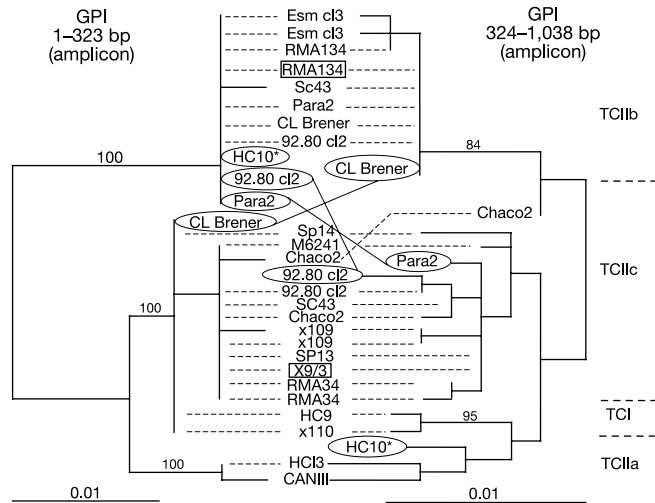 GPI
1–323 bp
(amplicon)
GPI
324–1,038 bp
(amplicon)
Esm cl3
Esm cl3
RMA134
RMA134
Sc43
Para2
CL Brener
92.80 cl2
HC10*
92.80 cl2
Para2
CL Brener
CL Brener
100
84
TCIIb
Chaco2
Sp14
M6241
Chaco2
Para2
92.80 cl2
92.80 cl2
SC43
Chaco2
x109
x109
SP13
X9/3
RMA34
RMA34
100
TCIIc
HC9
x110
95
TCI
HC10*
HCl3
CANIII
100
TCIIa
0.01
0.01